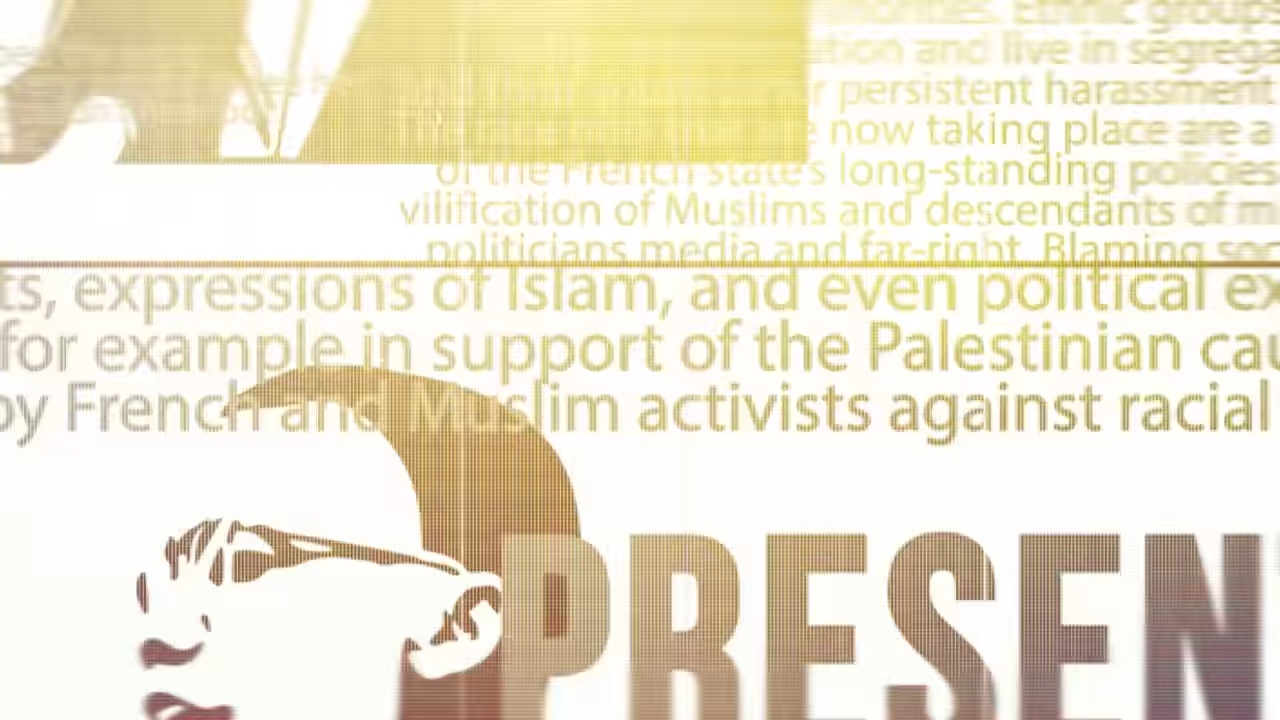 Ethnic groups
tion and live in segrega
r persistent harassment
e now taking place are a
of the French state's long-standing policies
vilification of Muslims and descendants of m
politicians media and far-right. Blaming soc
ts, expressions of Islam, and even political ex
for example in support of the Palestinian cau
by French and Muslim activists against racial
PRESEN